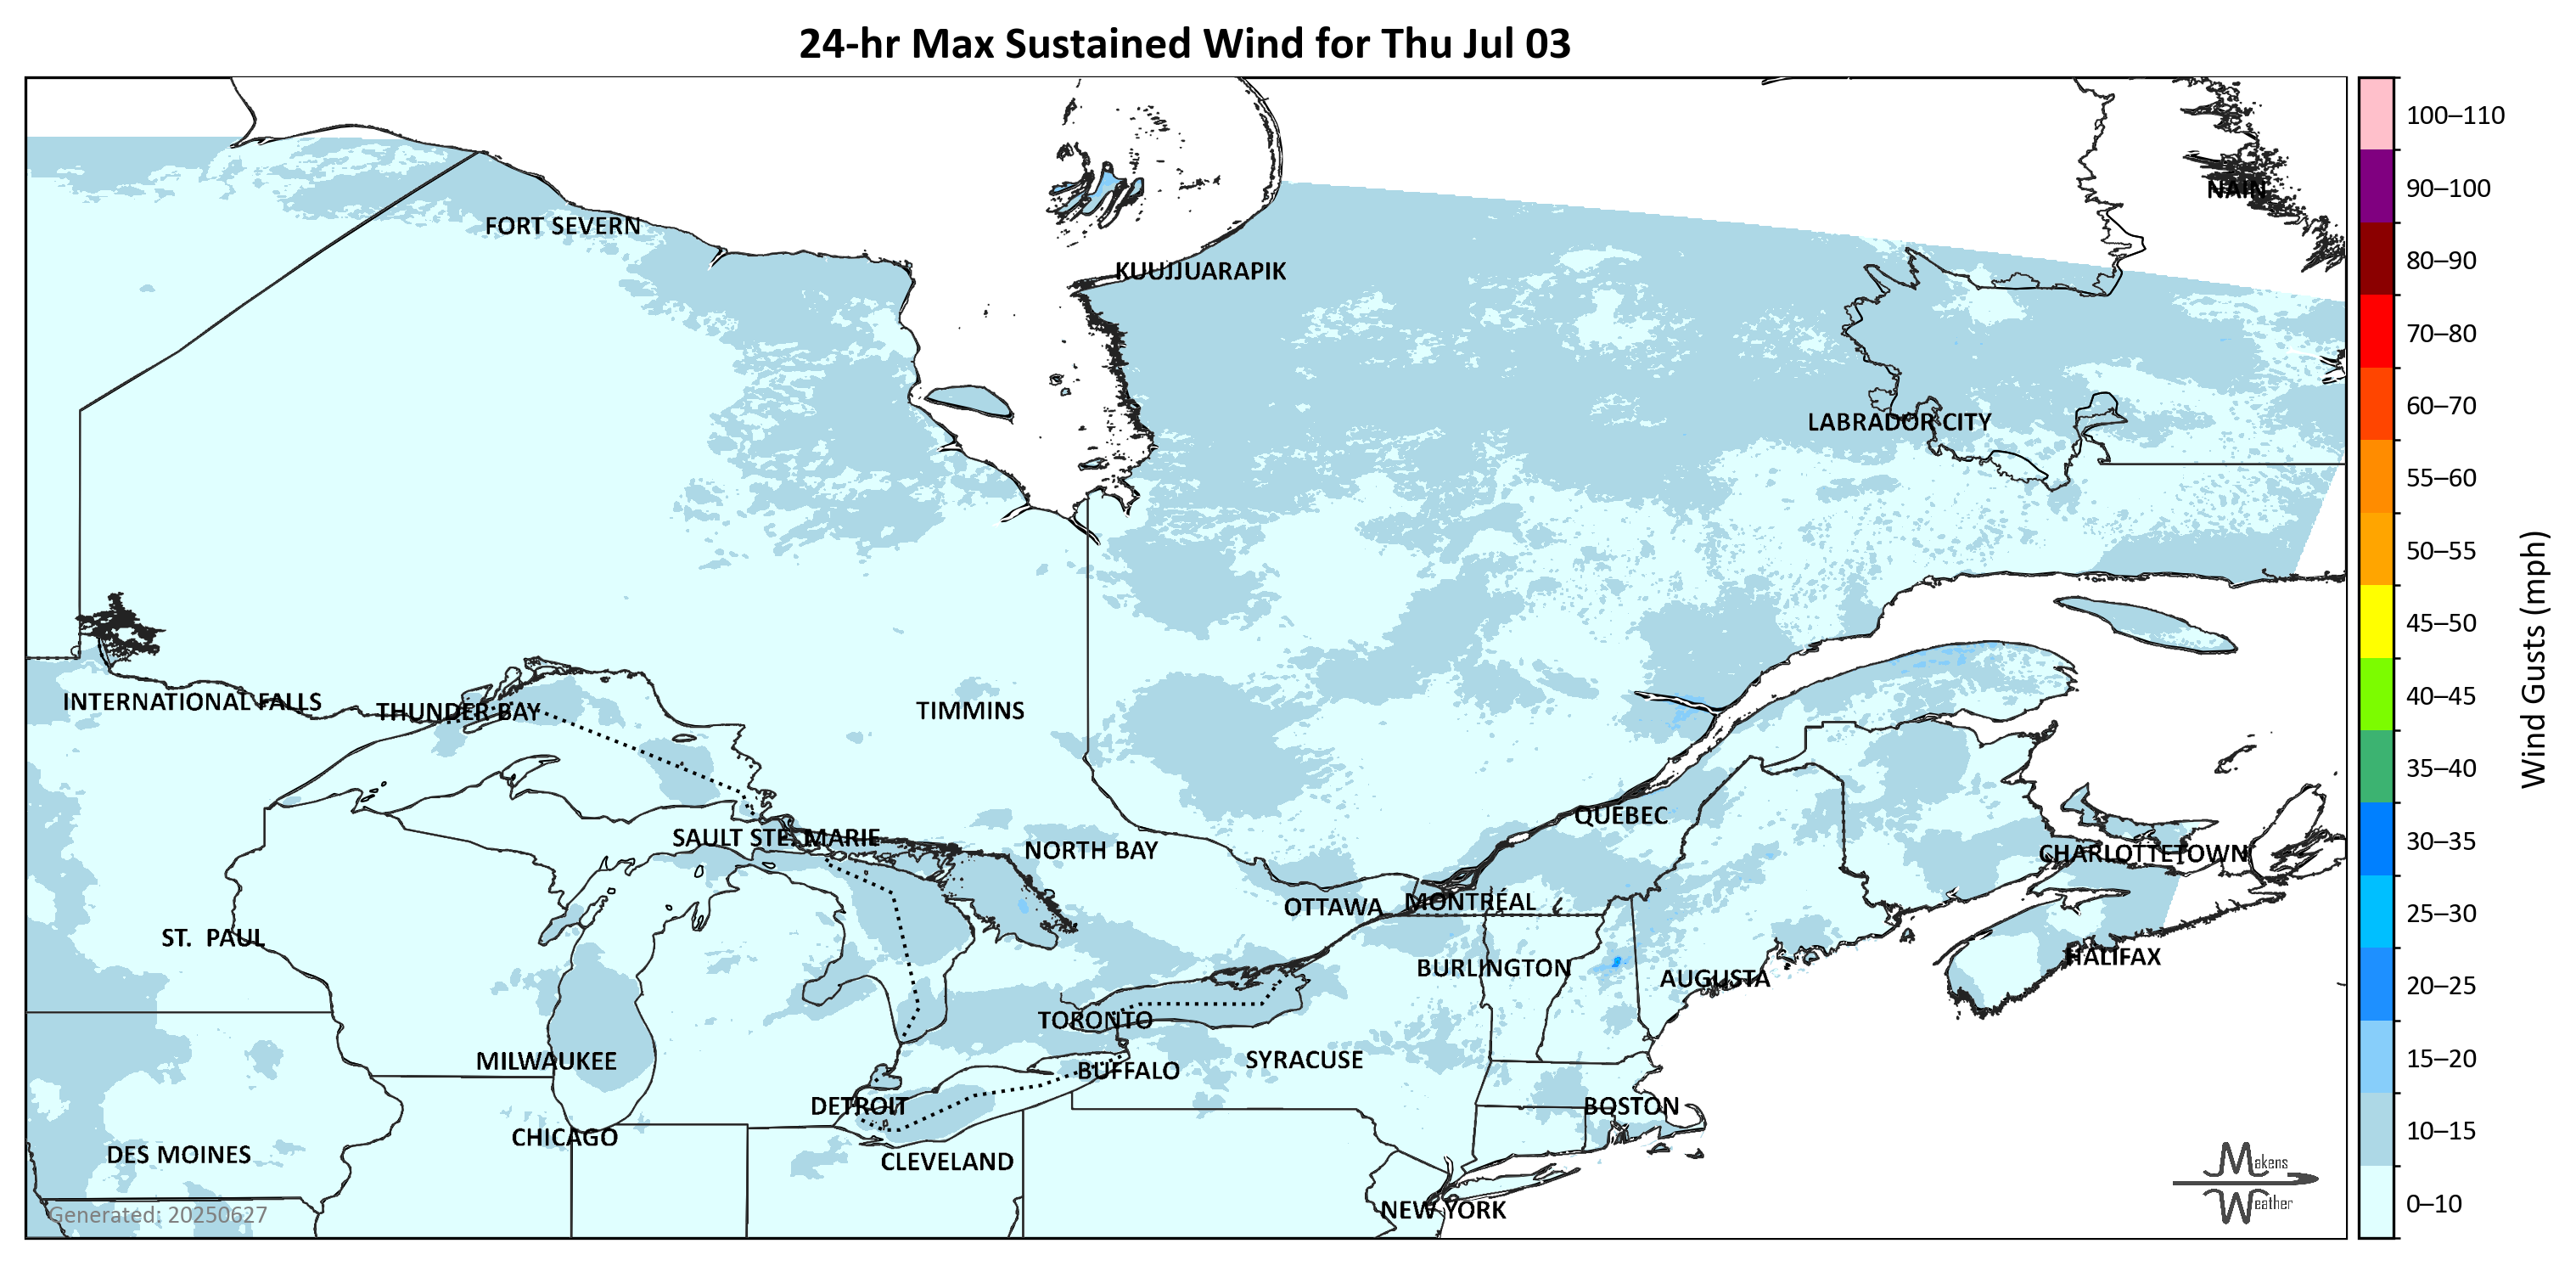 24-hr Max Sustained Wind for Thu Jul 03
100–110
90–100
80–90
70–80
60–70
55–60
50–55
45–50
40–45
35–40
30–35
25–30
20–25
15–20
10–15
0–10
Wind Gusts (mph)
NAIN
FORT SEVERN
KUUJJUARAPIK
LABRADOR CITY
INTERNATIONAL FALLS
THUNDER BAY
TIMMINS
QUEBEC
SAULT STE. MARIE
NORTH BAY
CHARLOTTETOWN
OTTAWA
MONTRÉAL
ST. PAUL
HALIFAX
BURLINGTON
AUGUSTA
TORONTO
MILWAUKEE
SYRACUSE
BUFFALO
DETROIT
BOSTON
CHICAGO
DES MOINES
CLEVELAND
NEW YORK
Makens
Weather
Generated: 20250627